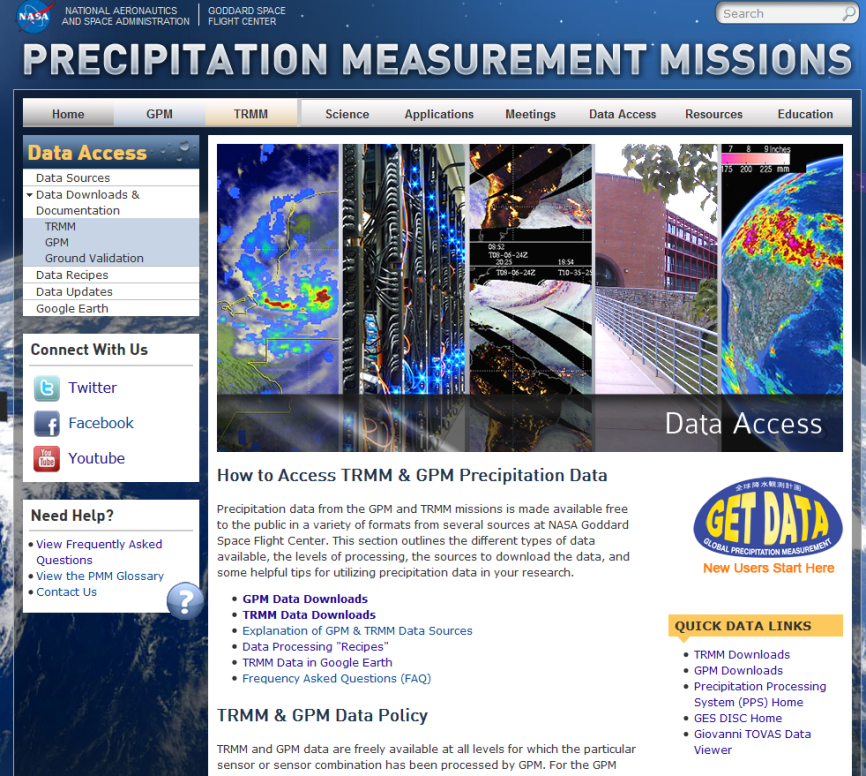 NASA
NATIONAL AERONAUTICS
AND SPACE ADMINISTRATION
GODDARD SPACE
FLIGHT CENTER
Search
PRECIPITATION MEASUREMENT MISSIONS
Home GPM TRMM Science Applications Meetings Data Access Resources Education
Data Access
Data Sources
Data Downloads &
Documentation
TRMM
GPM
Ground Validation
Data Recipes
Data Updates
Google Earth
Connect With Us
Twitter
Facebook
You
Tube
Youtube
Need Help?
View Frequently Asked
Questions
View the PMM Glossary
Contact Us
?
7 8 9 Inches
175 200 225 mm
08:52
T08-06-24Z
20:25 18:54
T08-06-24Z T10-35-2
Data Access
How to Access TRMM & GPM Precipitation Data
Precipitation data from the GPM and TRMM missions is made available free
to the public in a variety of formats from several sources at NASA Goddard
Space Flight Center. This section outlines the different types of data
available, the levels of processing, the sources to download the data, and
some helpful tips for utilizing precipitation data in your research.
GPM Data Downloads
TRMM Data Downloads
Explanation of GPM & TRMM Data Sources
Data Processing "Recipes"
TRMM Data in Google Earth
Frequency Asked Questions (FAQ)
TRMM & GPM Data Policy
TRMM and GPM data are freely available at all levels for which the particular
sensor or sensor combination has been processed by GPM. For the GPM
全球降水観測計画
GET DATA
GLOBAL PRECIPITATION MEASUREMENT
New Users Start Here
QUICK DATA LINKS
TRMM Downloads
GPM Downloads
Precipitation Processing
System (PPS) Home
GES DISC Home
Giovanni TOVAS Data
Viewer